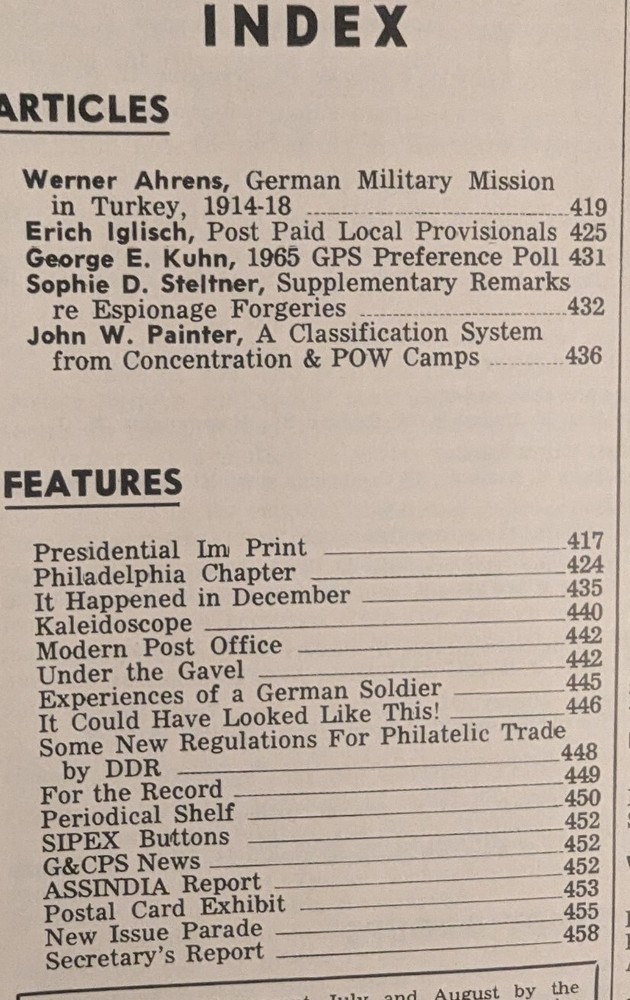 INDEX
ARTICLES
Werner Ahrens, German Military Mission
in Turkey, 1914-18 419
Erich Iglisch, Post Paid Local Provisionals 425
George E. Kuhn, 1965 GPS Preference Poll 431
Sophie D. Steltner, Supplementary Remarks
re Espionage Forgeries 432
John W. Painter, A Classification System
from Concentration & POW Camps 436
FEATURES
Presidential Im Print 417
Philadelphia Chapter 424
It Happened in December 435
Kaleidoscope 440
Modern Post Office 442
Under the Gavel 442
Experiences of a German Soldier 445
It Could Have Looked Like This! 446
Some New Regulations For Philatelic Trade
by DDR 448
For the Record 449
Periodical Shelf 450
SIPEX Buttons 452
G&CPS News 452
ASSINDIA Report 452
Postal Card Exhibit 453
New Issue Parade 455
Secretary's Report 458
July and August by the